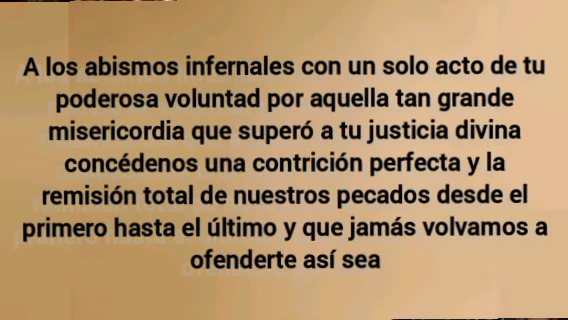 A los abismos infernales con un solo acto de tu
poderosa voluntad por aquella tan grande
misericordia que superó a tu justicia divina
concédenos una contrición perfecta y la
remisión total de nuestros pecados desde el
primero hasta el último y que jamás volvamos a
ofenderte así sea